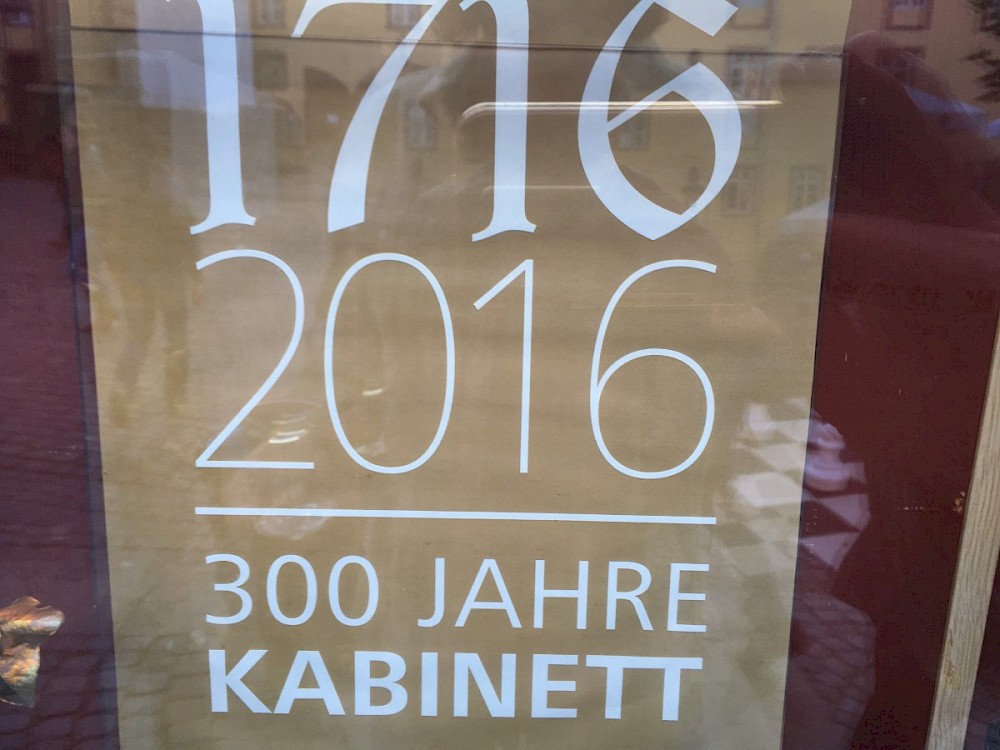 1716
2016
300 JAHRE
KABINETT